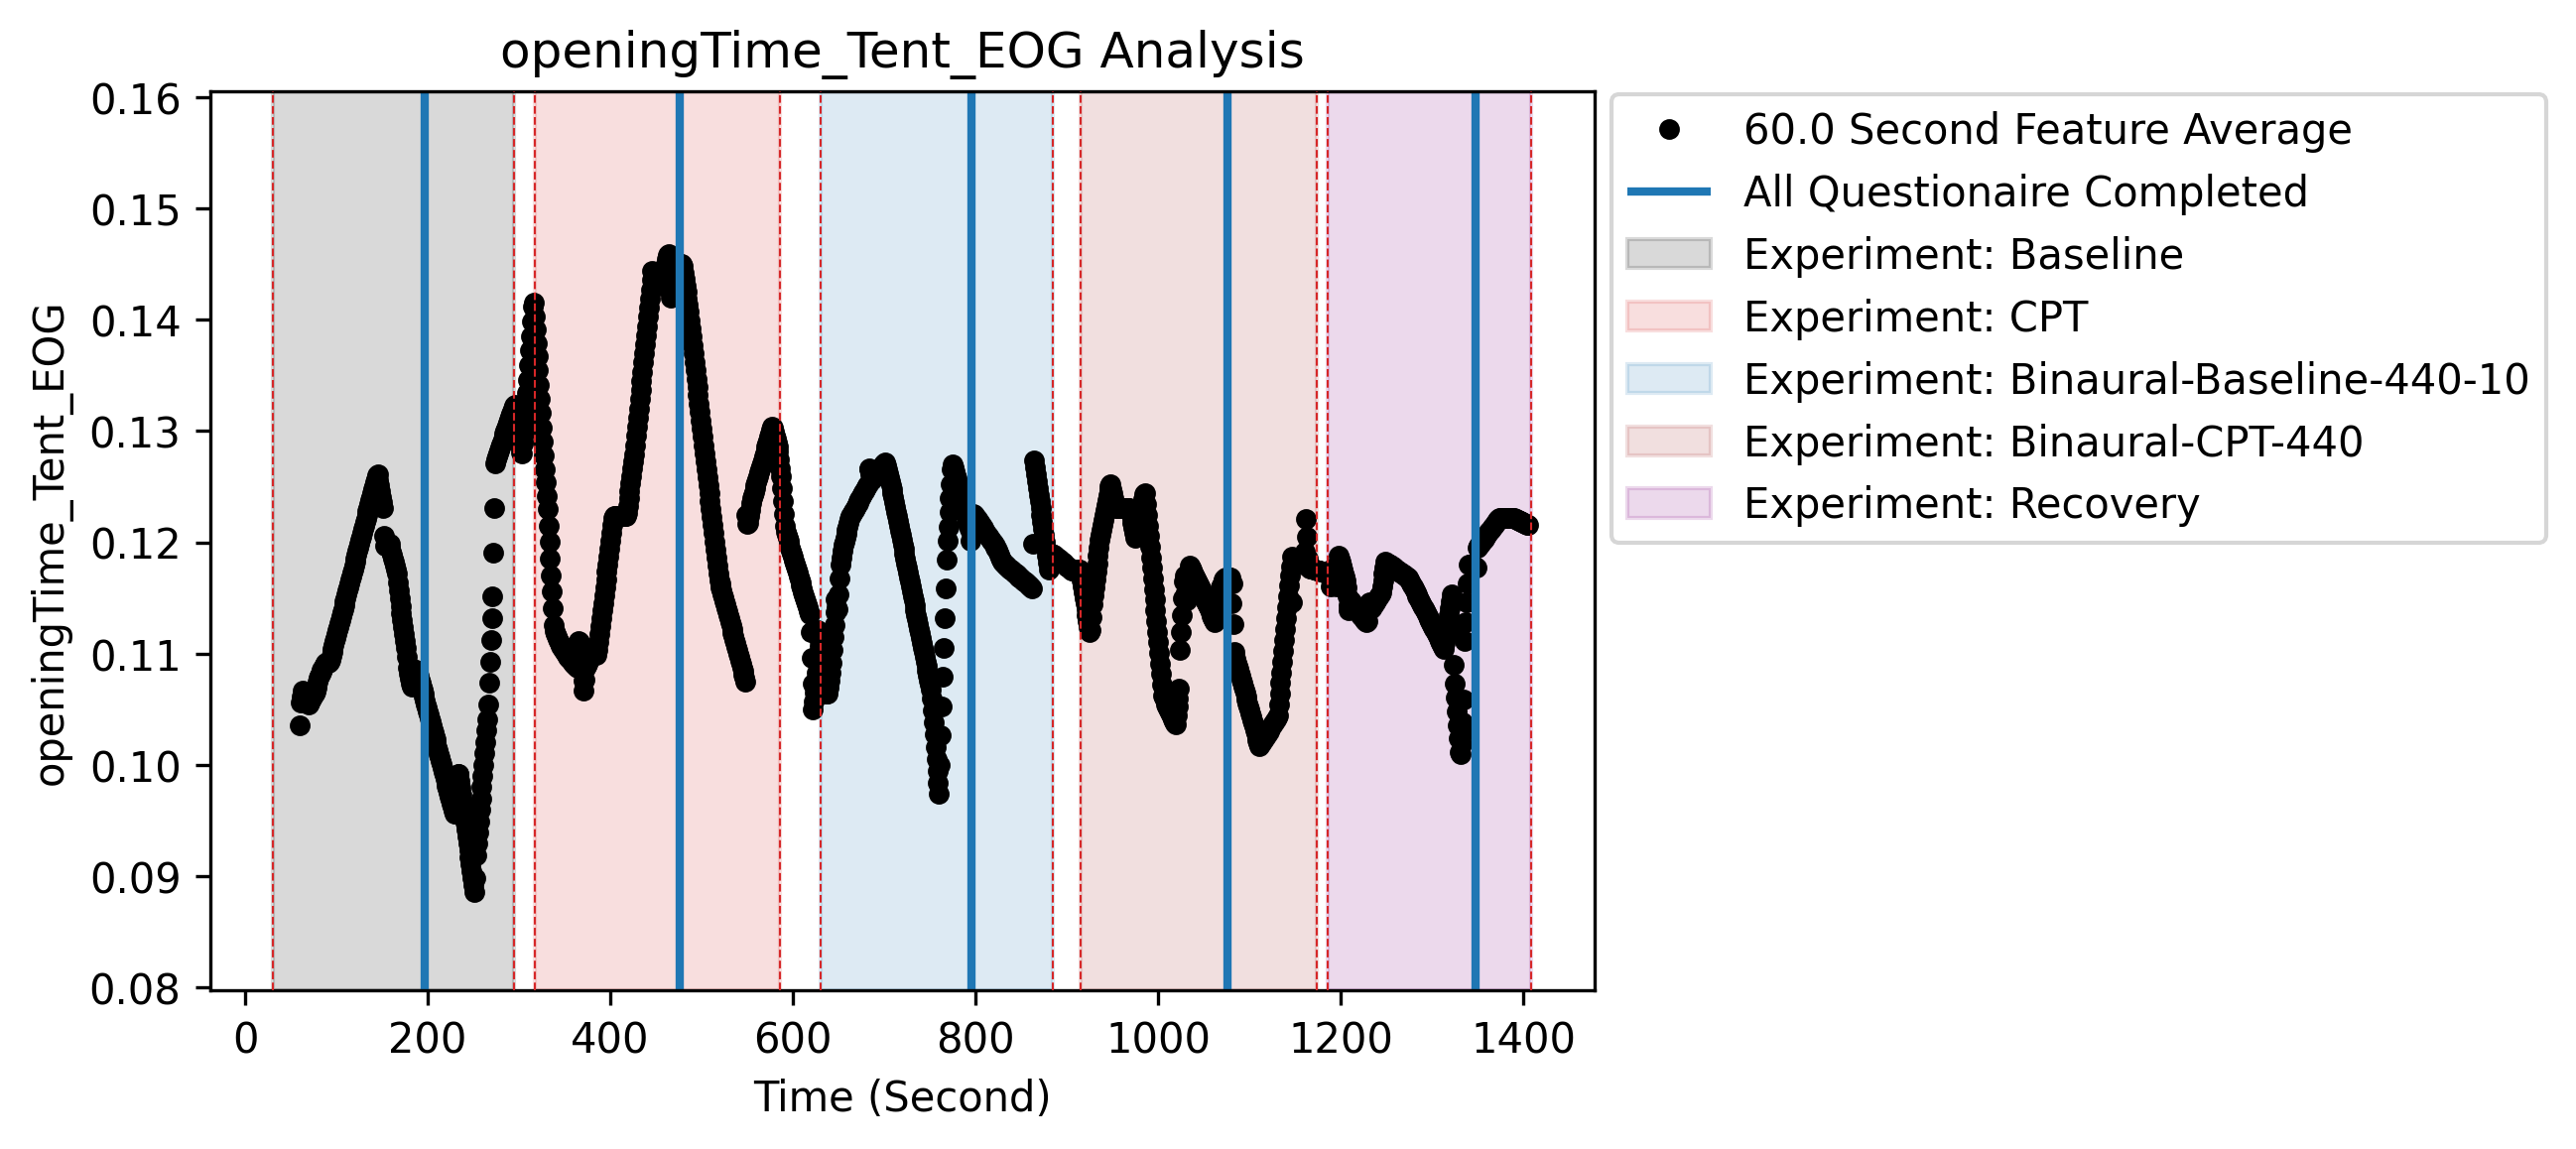 openingTime_Tent_EOG Analysis
openingTime_Tent_EOG
0.16
0.15
0.14
0.13
0.12
0.11
0.10
0.09
0.08
0
200
400
600
800
1000
1200
1400
Time (Second)
60.0 Second Feature Average
All Questionaire Completed
Experiment: Baseline
Experiment: CPT
Experiment: Binaural-Baseline-440-10
Experiment: Binaural-CPT-440
Experiment: Recovery